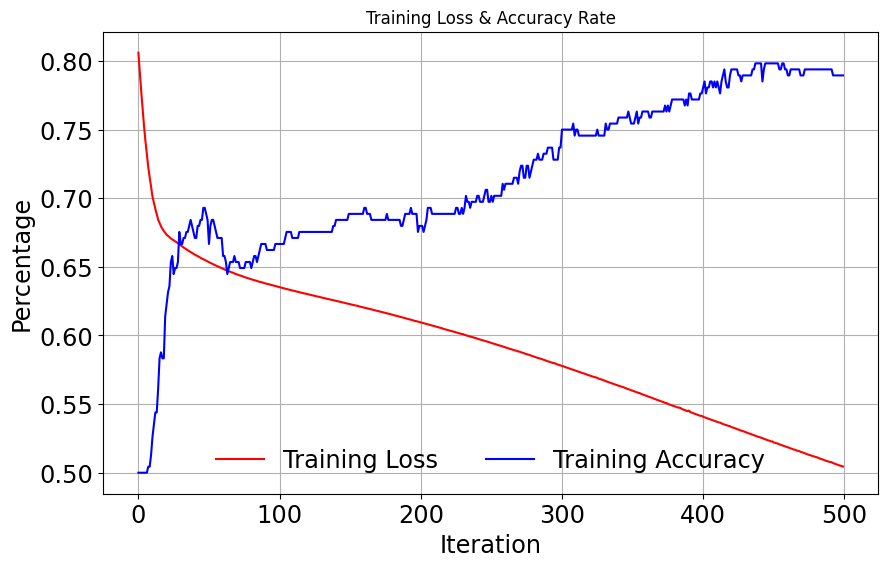 Training Loss & Accuracy Rate
0.80
0.75
0.70
0.65
0.60
0.55
0.50
Percentage
Training Loss
Training Accuracy
0 100 200 300 400 500
Iteration